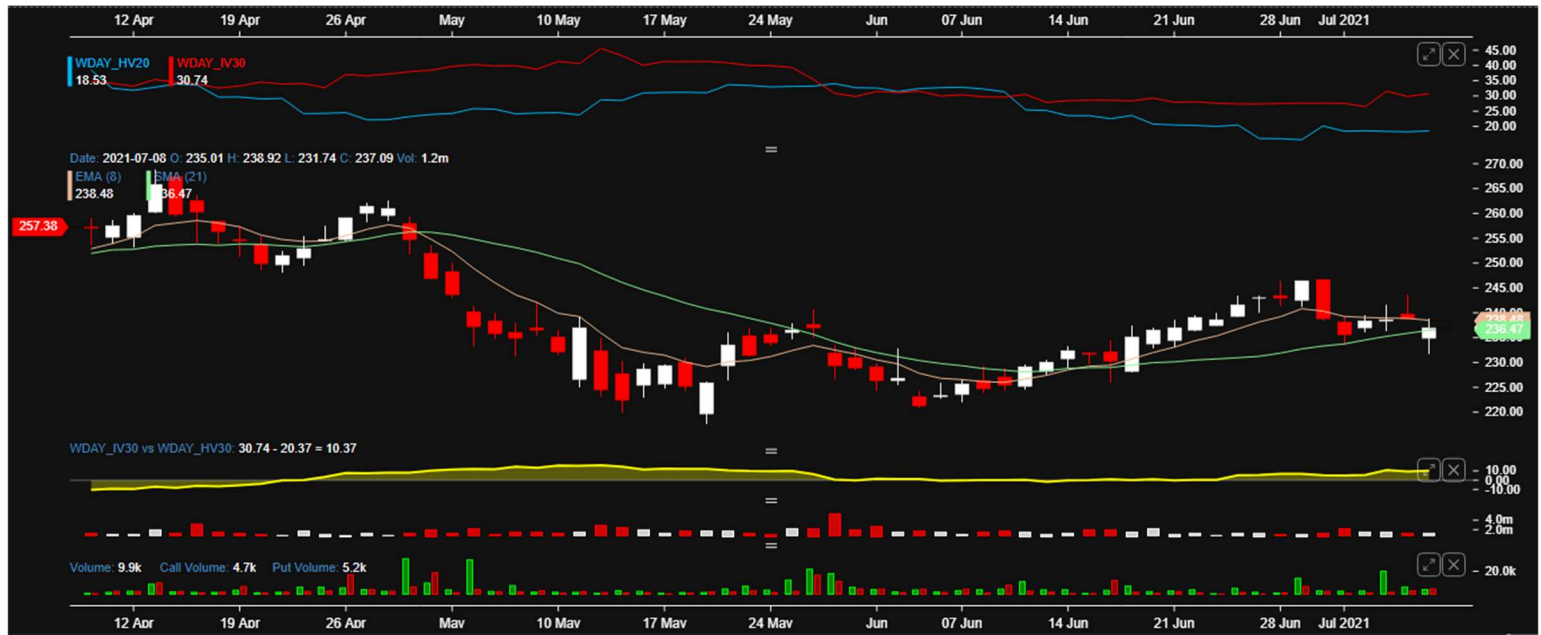 12 Apr 19 Apr 26 Apr May 10 May 17 May 24 May Jun 07 Jun 14 Jun 21 Jun 28 Jun Jul 2021
WDAY_HV20 WDAY_IV30
18.53 30.74
45.00
40.00
35.00
30.00
25.00
20.00
Date: 2021-07-08 O: 235.01 H: 238.92 L: 231.74 C: 237.09 Vol: 1.2m
EMA (8) SMA (21)
238.48 36.47
257.38
270.00
265.00
260.00
255.00
250.00
245.00
240.00
238.48
236.47
235.00
230.00
225.00
220.00
WDAY_IV30 vs WDAY_HV30: 30.74 - 20.37 = 10.37
10.00
0.00
-10.00
4.0m
2.0m
Volume: 9.9k Call Volume: 4.7k Put Volume: 5.2k
20.0k
12 Apr 19 Apr 26 Apr May 10 May 17 May 24 May Jun 07 Jun 14 Jun 21 Jun 28 Jun Jul 2021